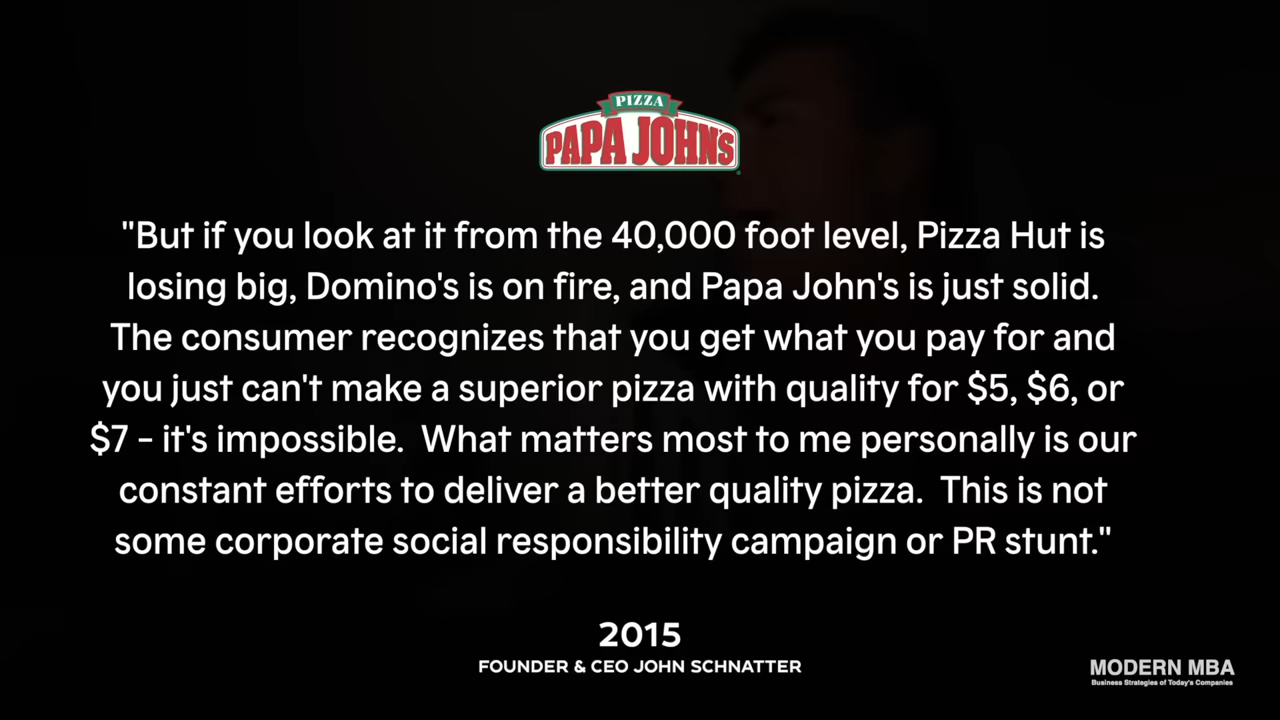 PIZZA
PAPA JOHN'S
"But if you look at it from the 40,000 foot level, Pizza Hut is
losing big, Domino's is on fire, and Papa John's is just solid.
The consumer recognizes that you get what you pay for and
you just can't make a superior pizza with quality for $5, $6, or
$7 - it's impossible.  What matters most to me personally is our
constant efforts to deliver a better quality pizza.  This is not
some corporate social responsibility campaign or PR stunt."
2015
FOUNDER & CEO JOHN SCHNATTER
MODERN MBA
Business Strategies of Today's Companies